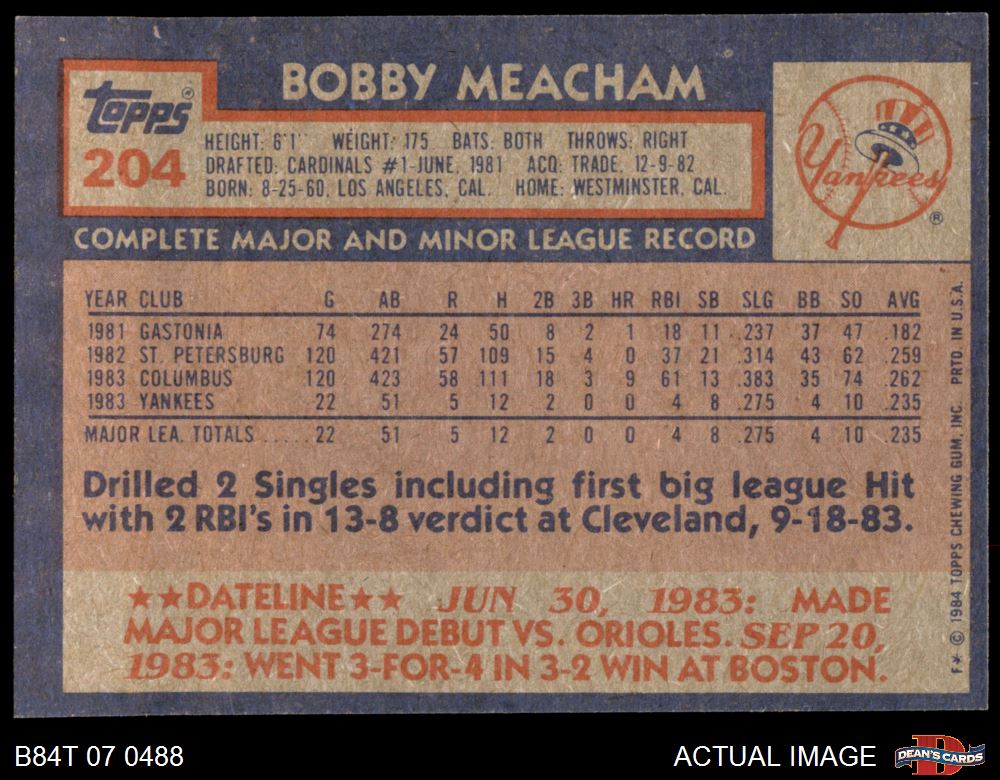 BOBBY MEACHAM
Topps®
204
HEIGHT: 6'1" WEIGHT: 175 BATS: BOTH THROWS: RIGHT
DRAFTED: CARDINALS #1-JUNE, 1981 ACQ: TRADE, 12-9-82
BORN: 8-25-60, LOS ANGELES, CAL. HOME: WESTMINSTER, CAL.
Yankees
®
COMPLETE MAJOR AND MINOR LEAGUE RECORD
YEAR CLUB G AB R H 2B 3B HR RBI SB SLG BB SO AVG
1981 GASTONIA 74 274 24 50 8 2 1 18 11 .237 37 47 .182
1982 ST. PETERSBURG 120 421 57 109 15 4 0 37 21 .314 43 62 .259
1983 COLUMBUS 120 423 58 111 18 3 9 61 13 .383 35 74 .262
1983 YANKEES 22 51 5 12 2 0 0 4 8 .275 4 10 .235
MAJOR LEA. TOTALS ..... 22 51 5 12 2 0 0 4 8 .275 4 10 .235
Drilled 2 Singles including first big league Hit
with 2 RBI's in 13-8 verdict at Cleveland, 9-18-83.
★★DATELINE★★ JUN 30, 1983: MADE
MAJOR LEAGUE DEBUT VS. ORIOLES. SEP 20,
1983: WENT 3-FOR-4 IN 3-2 WIN AT BOSTON.
F* © 1984 TOPPS CHEWING GUM, INC. PRTD. IN U.S.A.
B84T 07 0488
ACTUAL IMAGE
D
DEAN'S CARDS